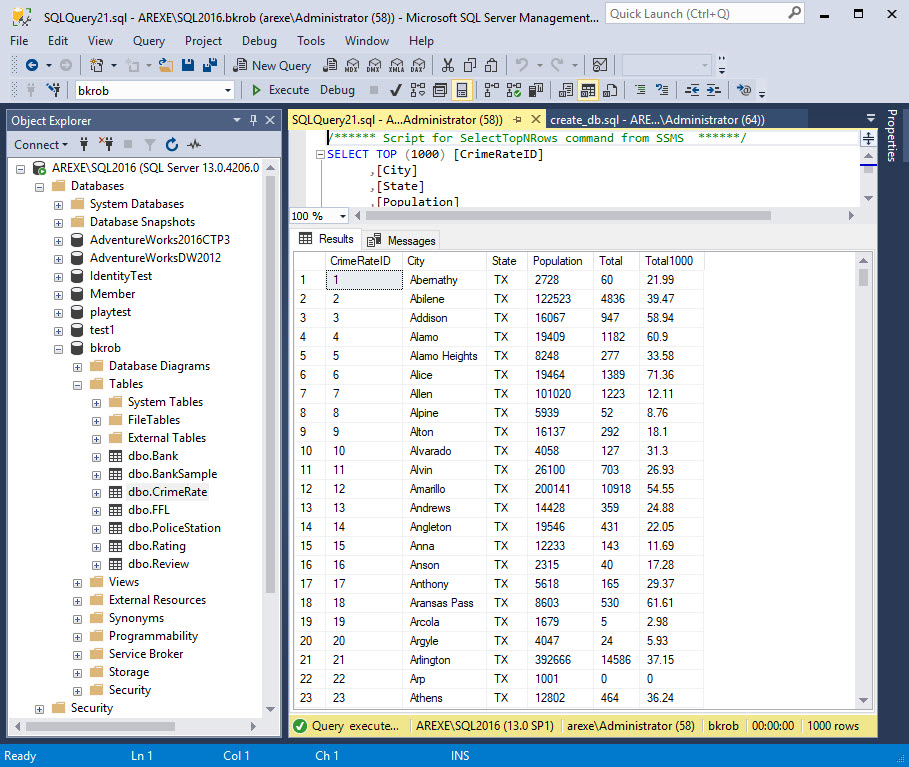 SQLQuery21.sql - AREXE\SQL2016.bkrob (arexe\Administrator (58)) - Microsoft SQL Server Management...
Quick Launch (Ctrl+Q)
File Edit View Query Project Debug Tools Window Help
New Query MDX DMX XMLA DAX
bkrob Execute Debug
Object Explorer
Connect
AREXE\SQL2016 (SQL Server 13.0.4206.0
Databases
System Databases
Database Snapshots
AdventureWorks2016CTP3
AdventureWorksDW2012
IdentityTest
Member
playtest
test1
bkrob
Database Diagrams
Tables
System Tables
FileTables
External Tables
dbo.Bank
dbo.BankSample
dbo.CrimeRate
dbo.FFL
dbo.PoliceStation
dbo.Rating
dbo.Review
Views
External Resources
Synonyms
Programmability
Service Broker
Storage
Security
Security
SQLQuery21.sql - A...Administrator (58))
create_db.sql - ARE...\Administrator (64))
Properties
/****** Script for SelectTopNRows command from SSMS ******/
SELECT TOP (1000) [CrimeRateID]
,[City]
,[State]
,[Population]
100 %
Results Messages
CrimeRateID City State Population Total Total1000
1 1 Abernathy TX 2728 60 21.99
2 2 Abilene TX 122523 4836 39.47
3 3 Addison TX 16067 947 58.94
4 4 Alamo TX 19409 1182 60.9
5 5 Alamo Heights TX 8248 277 33.58
6 6 Alice TX 19464 1389 71.36
7 7 Allen TX 101020 1223 12.11
8 8 Alpine TX 5939 52 8.76
9 9 Alton TX 16137 292 18.1
10 10 Alvarado TX 4058 127 31.3
11 11 Alvin TX 26100 703 26.93
12 12 Amarillo TX 200141 10918 54.55
13 13 Andrews TX 14428 359 24.88
14 14 Angleton TX 19546 431 22.05
15 15 Anna TX 12233 143 11.69
16 16 Anson TX 2315 40 17.28
17 17 Anthony TX 5618 165 29.37
18 18 Aransas Pass TX 8603 530 61.61
19 19 Arcola TX 1679 5 2.98
20 20 Argyle TX 4047 24 5.93
21 21 Arlington TX 392666 14586 37.15
22 22 Arp TX 1001 0 0
23 23 Athens TX 12802 464 36.24
Query execute... AREXE\SQL2016 (13.0 SP1) arexe\Administrator (58) bkrob 00:00:00 1000 rows
Ready Ln 1 Col 1 Ch 1 INS